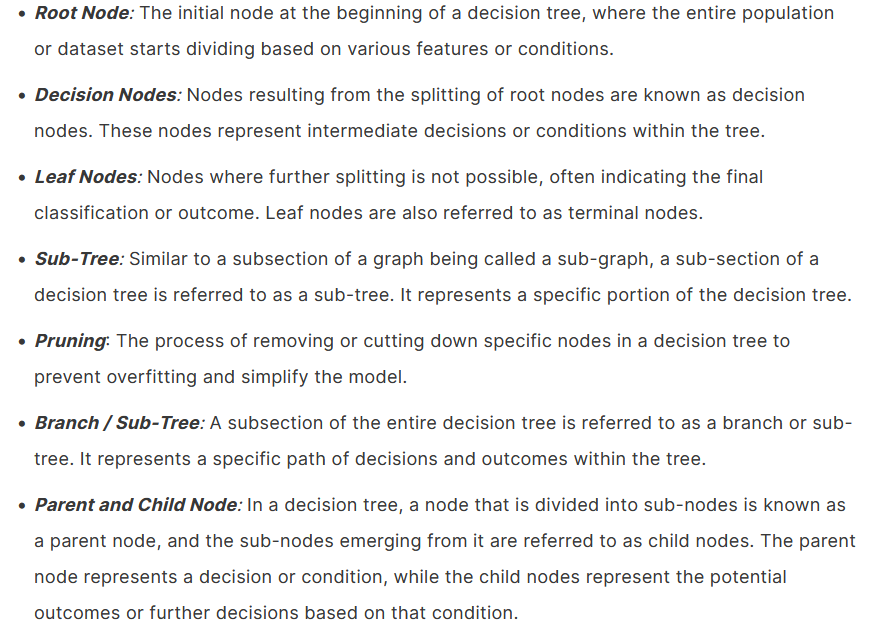 • Root Node: The initial node at the beginning of a decision tree, where the entire population
or dataset starts dividing based on various features or conditions.
• Decision Nodes: Nodes resulting from the splitting of root nodes are known as decision
nodes. These nodes represent intermediate decisions or conditions within the tree.
• Leaf Nodes: Nodes where further splitting is not possible, often indicating the final
classification or outcome. Leaf nodes are also referred to as terminal nodes.
• Sub-Tree: Similar to a subsection of a graph being called a sub-graph, a sub-section of a
decision tree is referred to as a sub-tree. It represents a specific portion of the decision tree.
• Pruning: The process of removing or cutting down specific nodes in a decision tree to
prevent overfitting and simplify the model.
• Branch / Sub-Tree: A subsection of the entire decision tree is referred to as a branch or sub-
tree. It represents a specific path of decisions and outcomes within the tree.
• Parent and Child Node: In a decision tree, a node that is divided into sub-nodes is known as
a parent node, and the sub-nodes emerging from it are referred to as child nodes. The parent
node represents a decision or condition, while the child nodes represent the potential
outcomes or further decisions based on that condition.